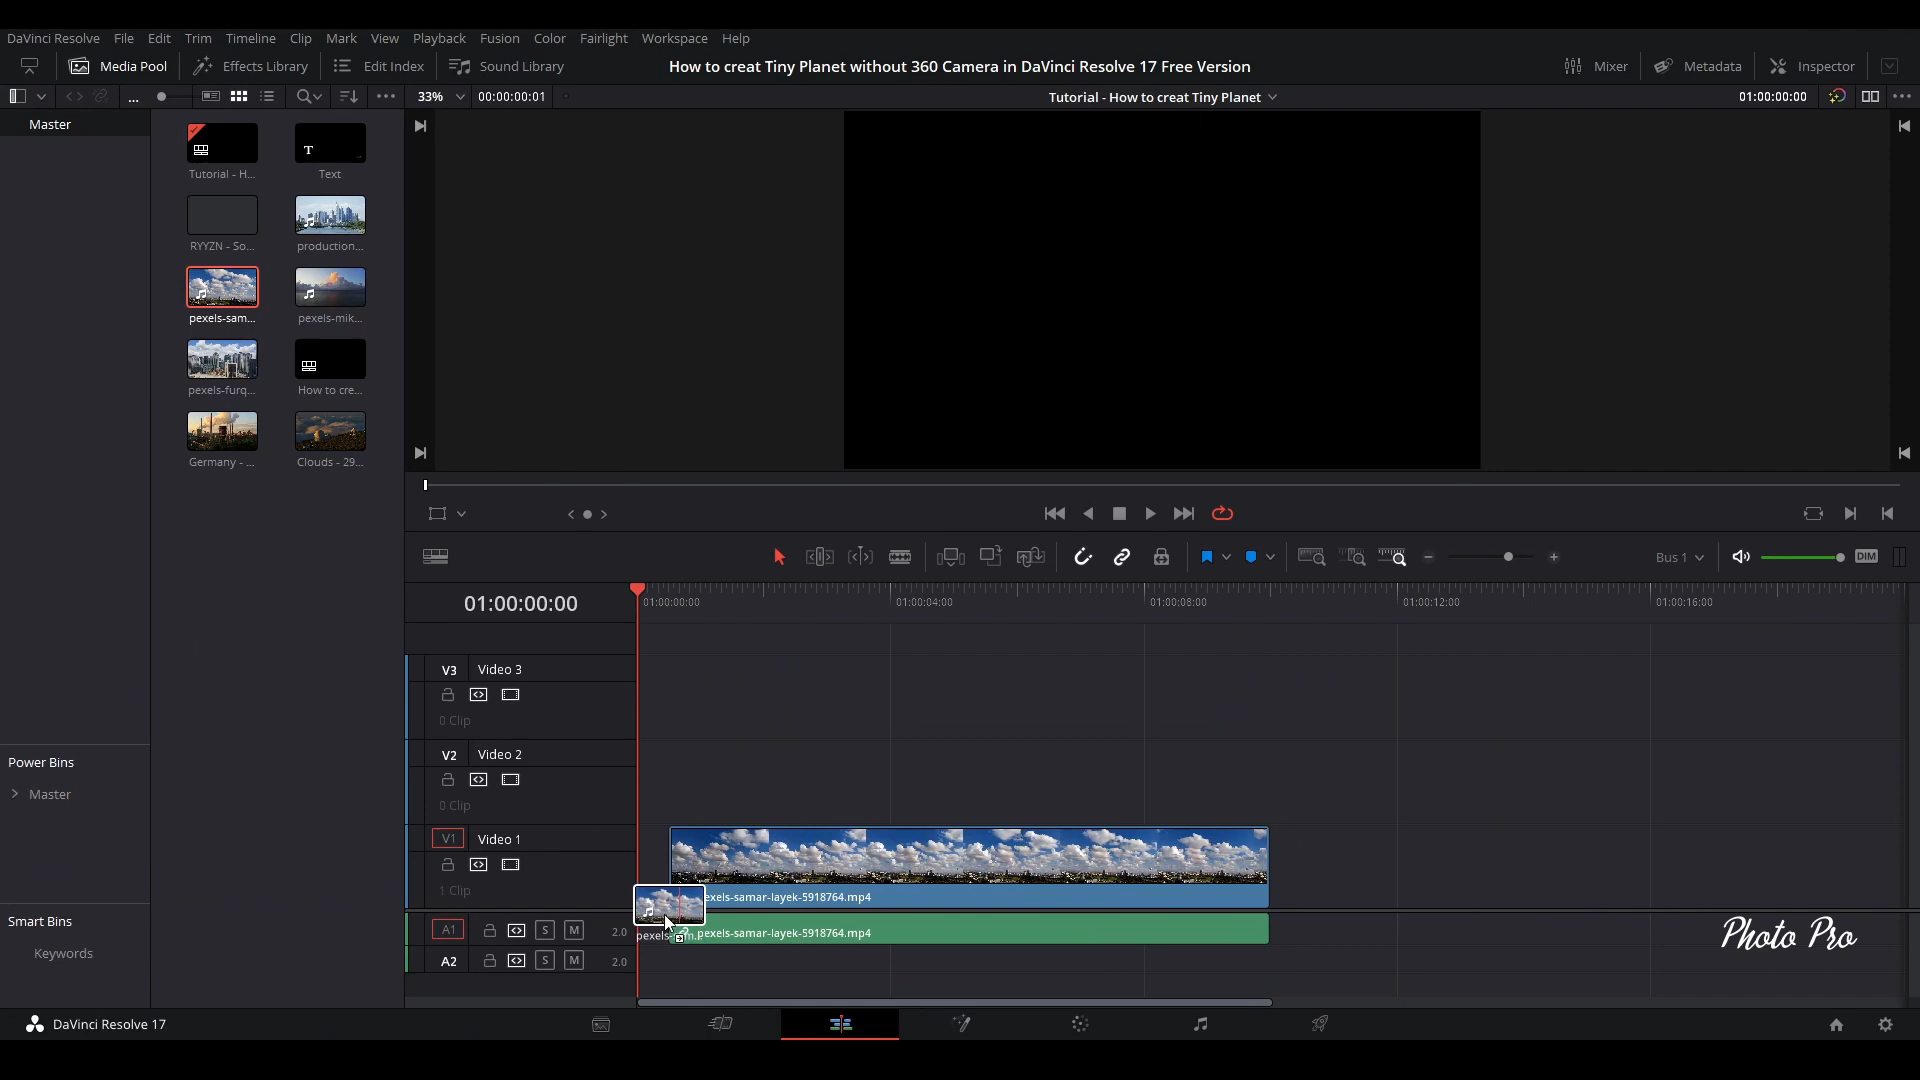 DaVinci Resolve File Edit Trim Timeline Clip Mark View Playback Fusion Color Fairlight Workspace Help
Media Pool Effects Library Edit Index Sound Library How to creat Tiny Planet without 360 Camera in DaVinci Resolve 17 Free Version Mixer Metadata Inspector
... 33% 00:00:00:01 Tutorial - How to creat Tiny Planet 01:00:00:00
Master
Tutorial - H... Text
RYYZN - So... production...
pexels-sam... pexels-mik...
pexels-furq... How to cre...
Germany - ... Clouds - 29...
Bus 1 DIM
01:00:00:00 01:00:00:00 01:00:04:00 01:00:08:00 01:00:12:00 01:00:16:00
V3 Video 3
0 Clip
V2 Video 2
0 Clip
Power Bins
Master
V1 Video 1
1 Clip
exels-samar-layek-5918764.mp4
Smart Bins
Keywords
A1 S M 2.0 pexels-samar-layek-5918764.mp4
A2 S M 2.0
Photo Pro
DaVinci Resolve 17